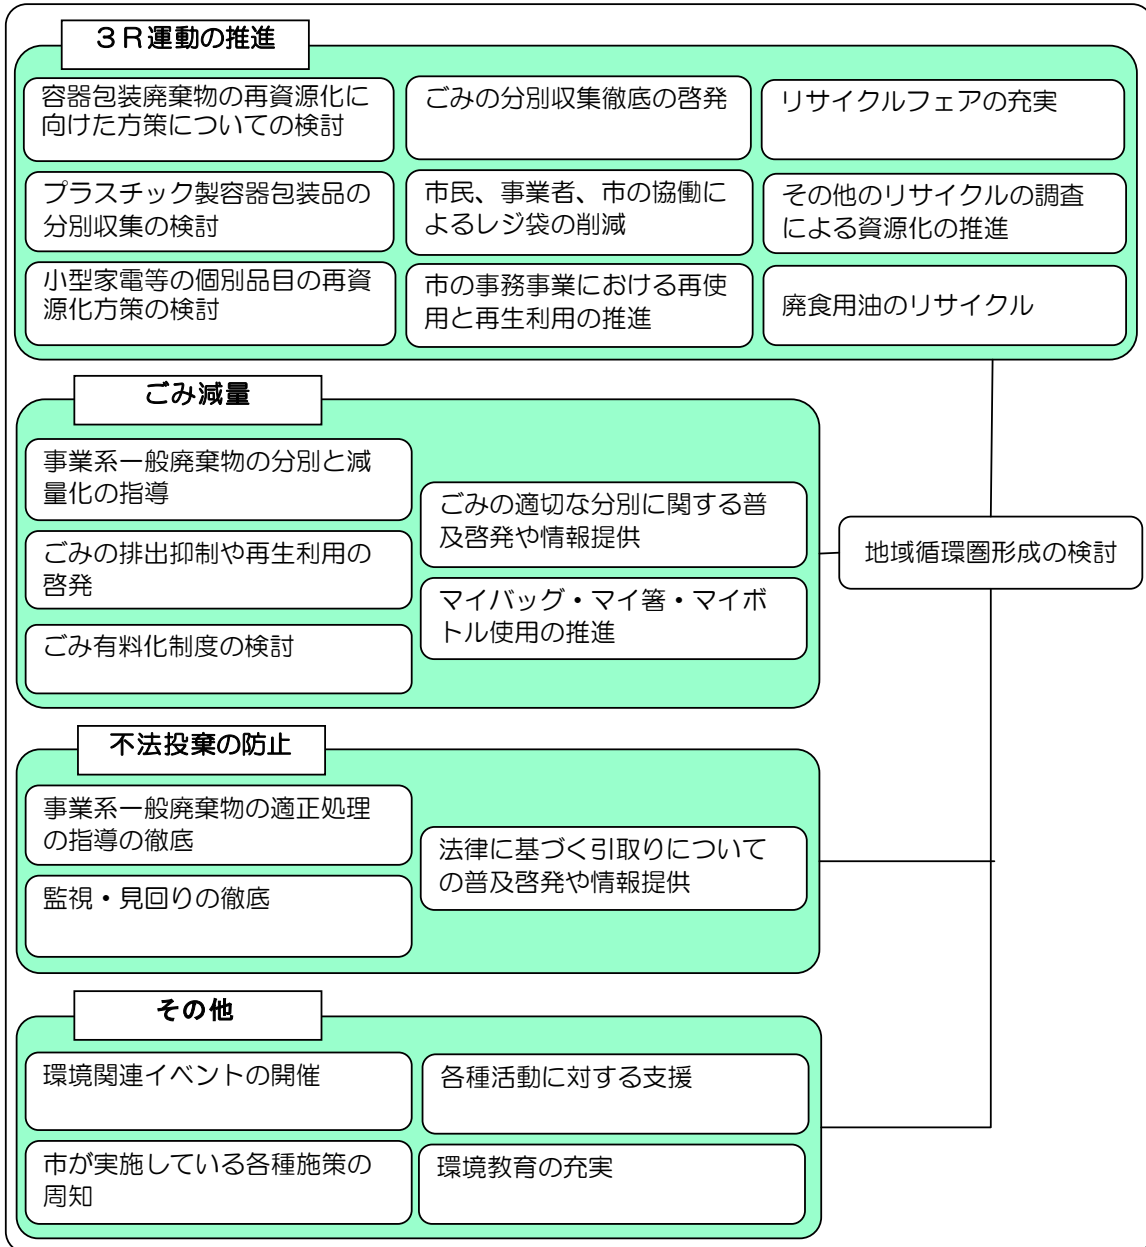 ３Ｒ運動の推進
容器包装廃棄物の再資源化に
向けた方策についての検討
ごみの分別収集徹底の啓発
リサイクルフェアの充実
プラスチック製容器包装品の
分別収集の検討
市民、事業者、市の協働に
よるレジ袋の削減
その他のリサイクルの調査
による資源化の推進
小型家電等の個別品目の再資
源化方策の検討
市の事務事業における再使
用と再生利用の推進
廃食用油のリサイクル
ごみ減量
事業系一般廃棄物の分別と減
量化の指導
ごみの排出抑制や再生利用の
啓発
ごみ有料化制度の検討
ごみの適切な分別に関する普
及啓発や情報提供
マイバッグ・マイ箸・マイボ
トル使用の推進
地域循環圏形成の検討
不法投棄の防止
事業系一般廃棄物の適正処理
の指導の徹底
監視・見回りの徹底
法律に基づく引取りについて
の普及啓発や情報提供
その他
環境関連イベントの開催
各種活動に対する支援
市が実施している各種施策の
周知
環境教育の充実